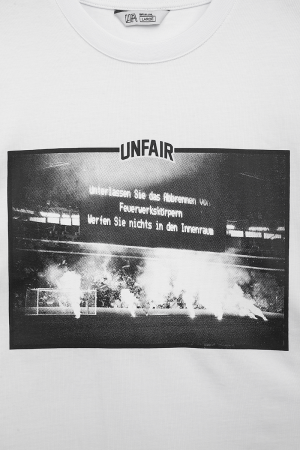 UNFAIR
Unterlassen Sie das Abbrennen von
Feuerwerkskörpern
Werfen Sie nichts in den Innenraum